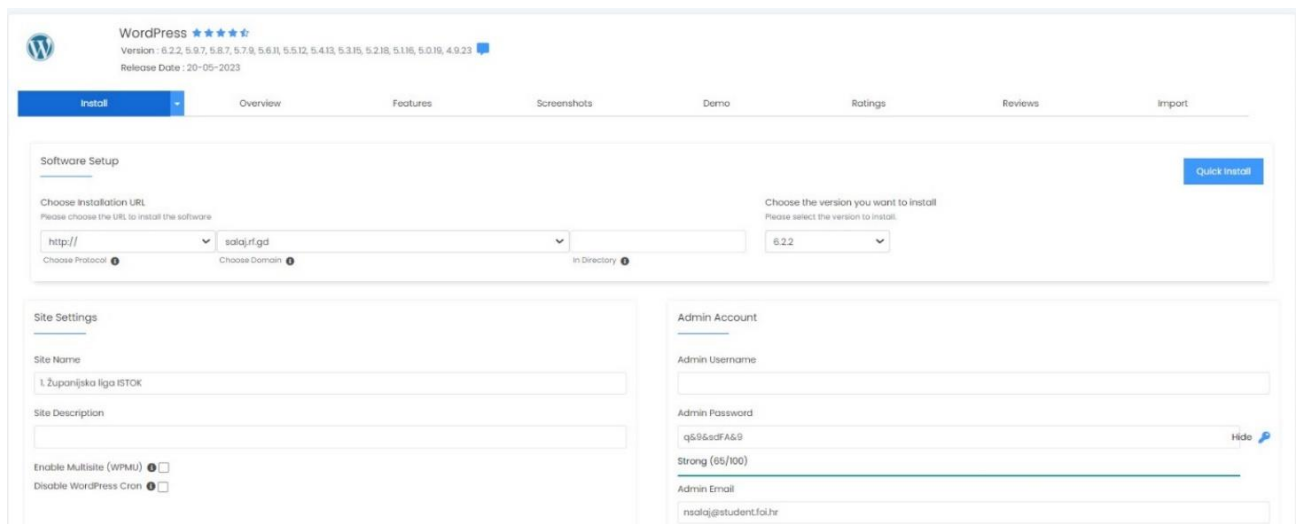 WordPress
Version : 6.2.2, 5.9.7, 5.8.7, 5.7.9, 5.6.11, 5.5.12, 5.4.13, 5.3.15, 5.2.18, 5.1.16, 5.0.19, 4.9.23
Release Date : 20-05-2023
Install Overview Features Screenshots Demo Ratings Reviews Import
Software Setup
Quick Install
Choose Installation URL
Please choose the URL to install the software
http:// salaj.rf.gd
Choose Protocol Choose Domain In Directory
Choose the version you want to install
Please select the version to install.
6.2.2
Site Settings
Site Name
1. Županijska liga ISTOK
Site Description
Enable Multisite (WPMU)
Disable WordPress Cron
Admin Account
Admin Username
Admin Password
q&9&sdFA&9 Hide
Strong (65/100)
Admin Email
nsalaj@student.foi.hr